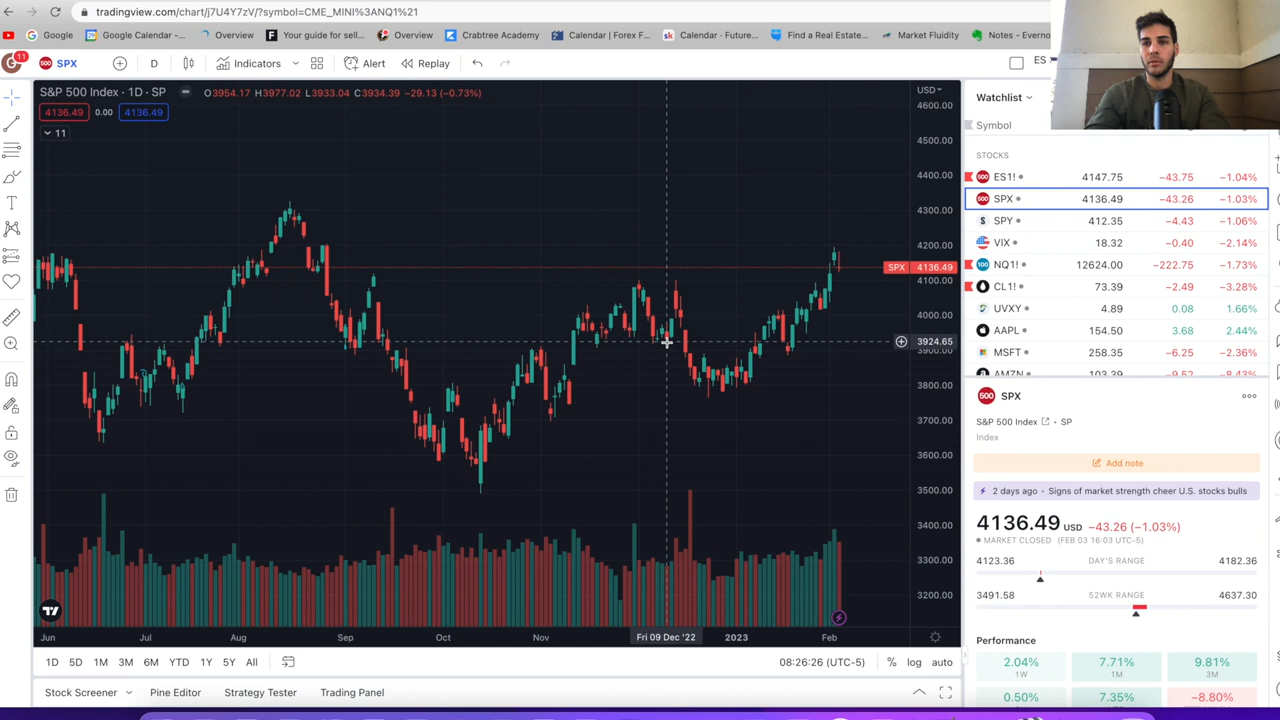 tradingview.com/chart/j7U4Y7zV/?symbol=CME_MINI%3ANQ1%21
Google
Google Calendar -...
Overview
Your guide for sell...
Overview
Crabtree Academy
Calendar | Forex F...
Calendar · Future...
Find a Real Estate...
Market Fluidity
Notes - Everno
11
SPX
D
Indicators
Alert
Replay
ES
S&P 500 Index · 1D · SP
O3954.17 H3977.02 L3933.04 C3934.39 −29.13 (−0.73%)
4136.49 0.00 4136.49
11
USD
4600.00
4500.00
4400.00
4300.00
4200.00
SPX 4136.49
4100.00
4000.00
3924.65
3900.00
3800.00
3700.00
3600.00
3500.00
3400.00
3300.00
3200.00
Jun Jul Aug Sep Oct Nov Fri 09 Dec '22 2023 Feb
1D 5D 1M 3M 6M YTD 1Y 5Y All
08:26:26 (UTC-5) % log auto
Stock Screener Pine Editor Strategy Tester Trading Panel
Watchlist
Symbol
STOCKS
ES1! 4147.75 −43.75 −1.04%
SPX 4136.49 −43.26 −1.03%
SPY 412.35 −4.43 −1.06%
VIX 18.32 −0.40 −2.14%
NQ1! 12624.00 −222.75 −1.73%
CL1! 73.39 −2.49 −3.28%
UVXY 4.89 0.08 1.66%
AAPL 154.50 3.68 2.44%
MSFT 258.35 −6.25 −2.36%
AMZN 103.39 −9.52 −8.43%
500 SPX
S&P 500 Index · SP
Index
Add note
2 days ago · Signs of market strength cheer U.S. stocks bulls
4136.49 USD −43.26 (−1.03%)
MARKET CLOSED (FEB 03 16:03 UTC-5)
4123.36 DAY'S RANGE 4182.36
3491.58 52WK RANGE 4637.30
Performance
2.04% 7.71% 9.81%
1W 1M 3M
0.50% 7.35% −8.80%